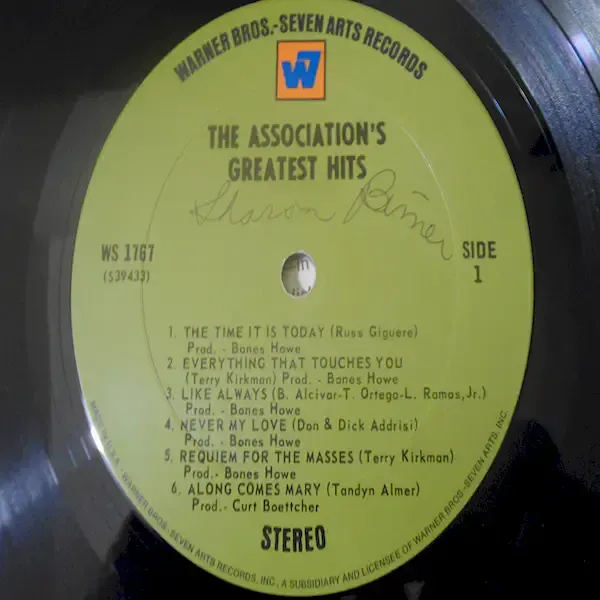 WARNER BROS.-SEVEN ARTS RECORDS
W7
THE ASSOCIATION'S
GREATEST HITS
Sharon
WS 1767
(S39433)
SIDE
1
1. THE TIME IT IS TODAY (Russ Giguere)
Prod. - Bones Howe
2. EVERYTHING THAT TOUCHES YOU
(Terry Kirkman) Prod. - Bones Howe
3. LIKE ALWAYS (B. Alcivar-T. Ortega-L. Ramos,Jr.)
Prod. - Bones Howe
4. NEVER MY LOVE (Don & Dick Addrisi)
Prod. - Bones Howe
5. REQUIEM FOR THE MASSES (Terry Kirkman)
Prod.- Bones Howe
6. ALONG COMES MARY (Tandyn Almer)
Prod.- Curt Boettcher
STEREO
MADE IN U.S.A. WARNER BROS.-SEVEN ARTS RECORDS, INC., A SUBSIDIARY AND LICENSEE OF WARNER BROS.-SEVEN ARTS, INC.